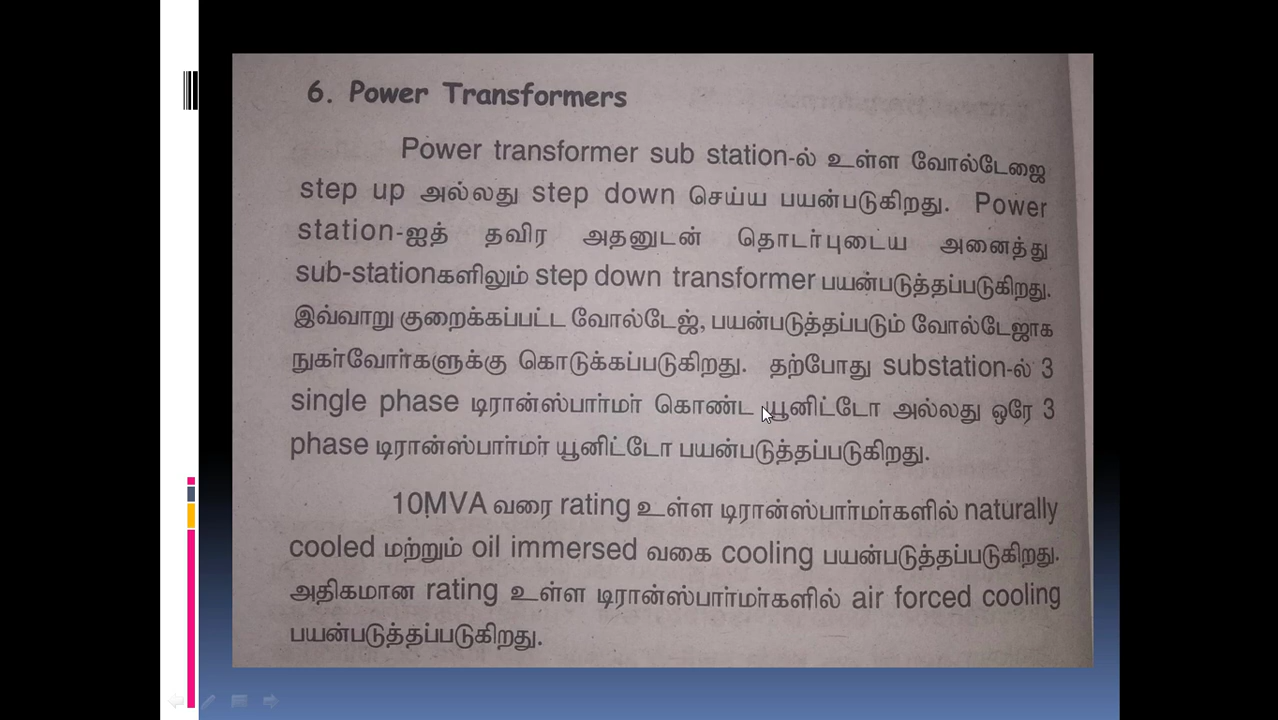 6. Power Transformers
Power transformer sub station-ல் உள்ள வோல்டேஜை
step up அல்லது step down செய்ய பயன்படுகிறது. Power
station-ஐத் தவிர அதனுடன் தொடர்புடைய அனைத்து
sub-stationகளிலும் step down transformer பயன்படுத்தப்படுகிறது.
இவ்வாறு குறைக்கப்பட்ட வோல்டேஜ், பயன்படுத்தப்படும் வோல்டேஜாக
நுகர்வோர்களுக்கு கொடுக்கப்படுகிறது. தற்போது substation-ல் 3
single phase டிரான்ஸ்பார்மர் கொண்ட யூனிட்டோ அல்லது ஒரே 3
phase டிரான்ஸ்பார்மர் யூனிட்டோ பயன்படுத்தப்படுகிறது.
10MVA வரை rating உள்ள டிரான்ஸ்பார்மர்களில் naturally
cooled மற்றும் oil immersed வகை cooling பயன்படுத்தப்படுகிறது.
அதிகமான rating உள்ள டிரான்ஸ்பார்மர்களில் air forced cooling
பயன்படுத்தப்படுகிறது.